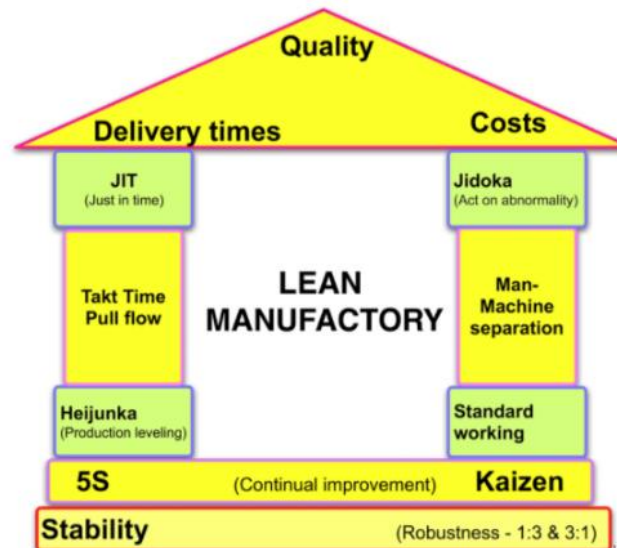 Quality
Delivery times
Costs
JIT
(Just in time)
Jidoka
(Act on abnormality)
Takt Time
Pull flow
LEAN
MANUFACTORY
Man-
Machine
separation
Heijunka
(Production leveling)
Standard
working
5S (Continual improvement) Kaizen
Stability (Robustness - 1:3 & 3:1)